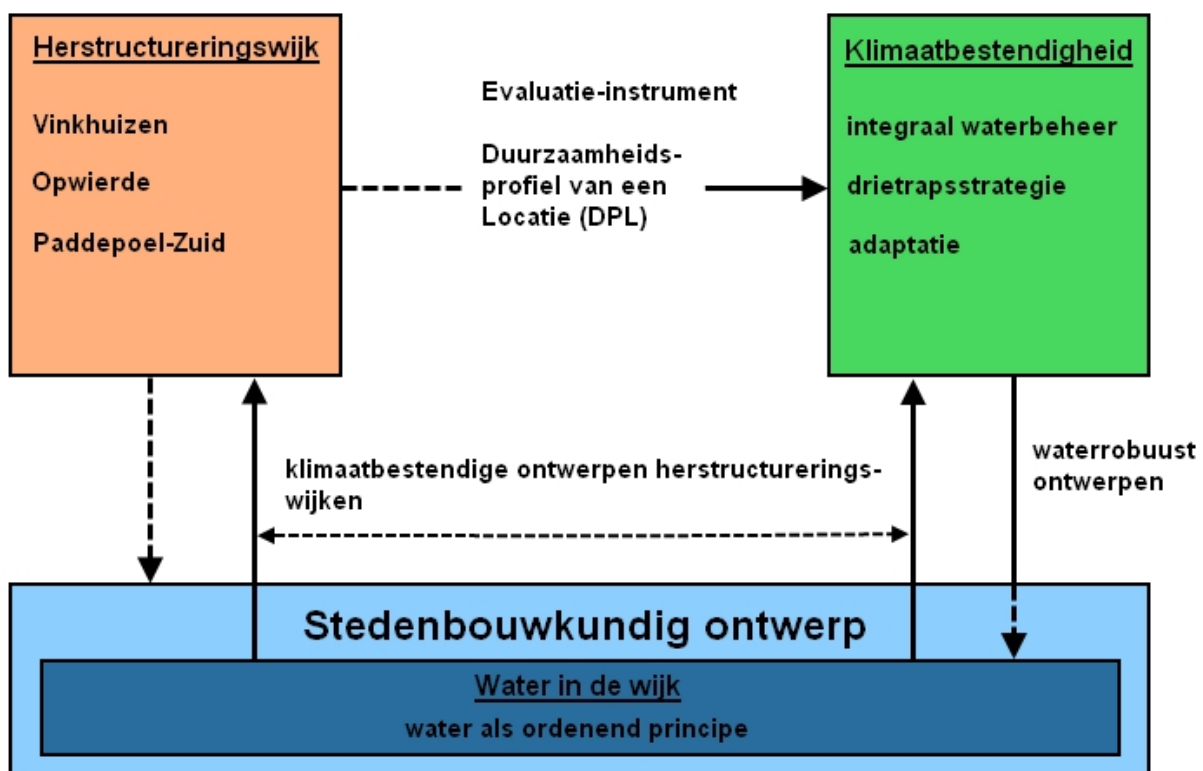 Herstructureringswijk
Vinkhuizen
Opwierde
Paddepoel-Zuid
Evaluatie-instrument
Duurzaamheids-
profiel van een
Locatie (DPL)
Klimaatbestendigheid
integraal waterbeheer
drietrapsstrategie
adaptatie
klimaatbestendige ontwerpen herstructurerings-
wijken
waterrobuust
ontwerpen
Stedenbouwkundig ontwerp
Water in de wijk
water als ordenend principe